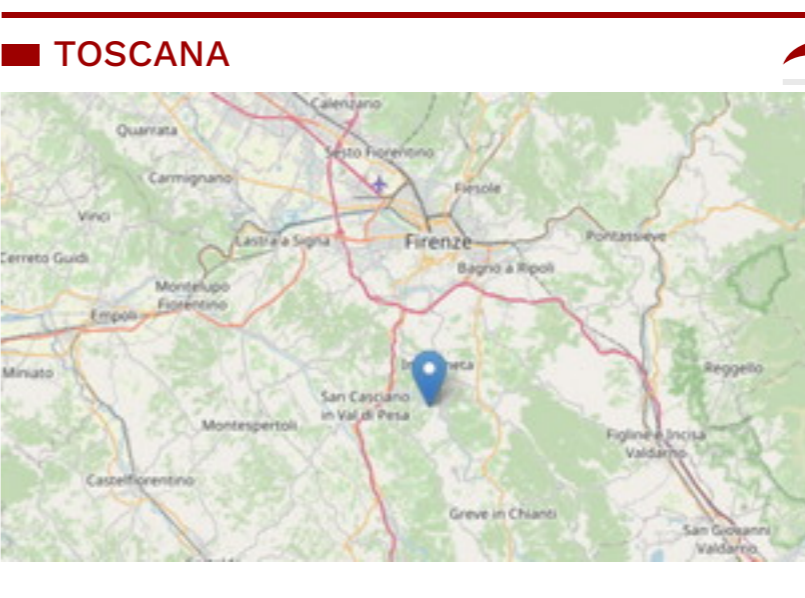 TOSCANA
Calenzano
Quarrata
Sesto Fiorentino
Carmignano
Fiesole
Vinci
Lastra a Signa
Firenze
Pontassieve
Cerreto Guidi
Bagno a Ripoli
Montelupo
Fiorentino
Empoli
Reggello
Miniato
San Casciano
in Val di Pesa
Montespertoli
Figline e Incisa
Valdarno
Castelfiorentino
Greve in Chianti
San Giovanni
Valdarno